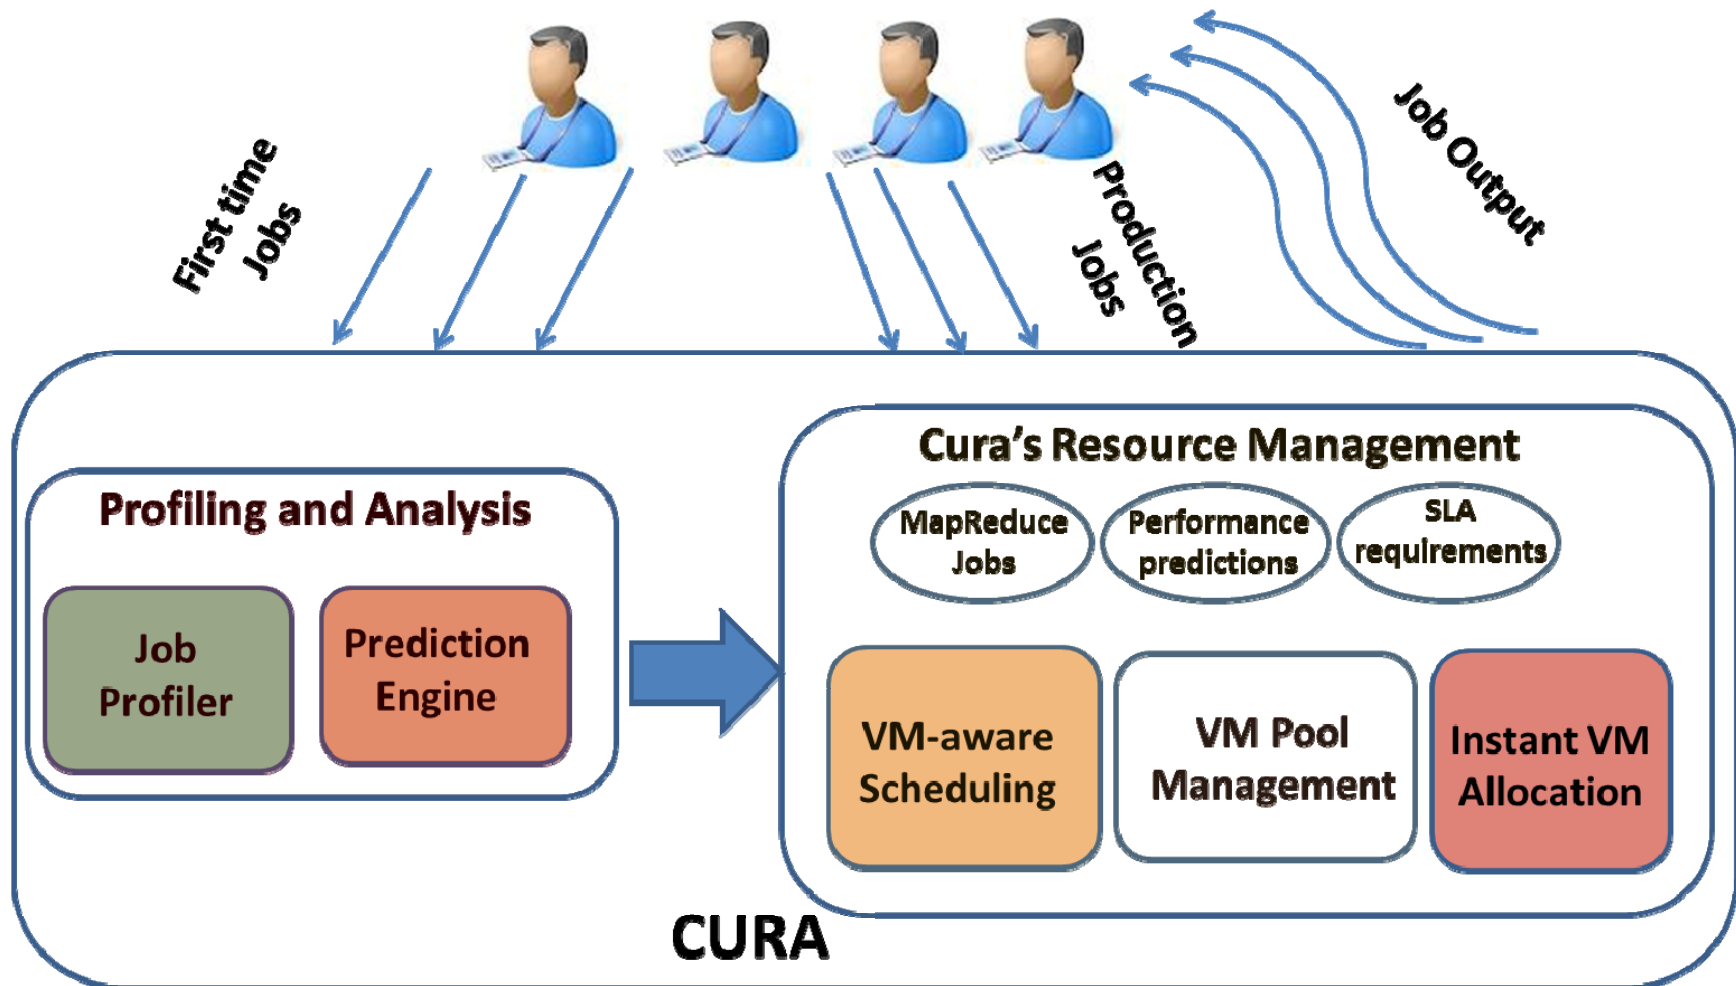 First time
Jobs
Production
Jobs
Job Output
Profiling and Analysis
Job
Profiler
Prediction
Engine
Cura's Resource Management
MapReduce
Jobs
Performance
predictions
SLA
requirements
VM-aware
Scheduling
VM Pool
Management
Instant VM
Allocation
CURA